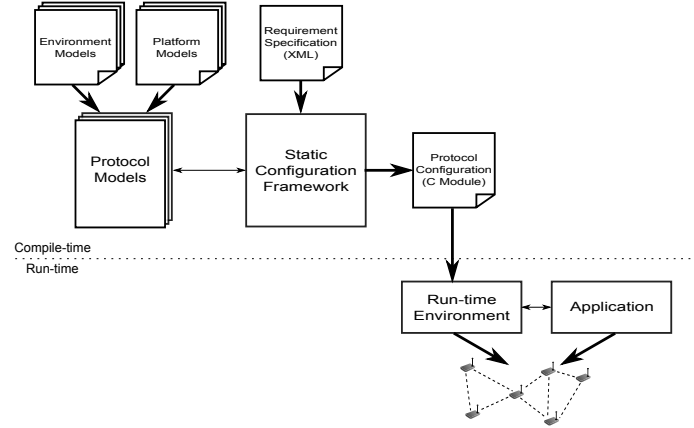 Environment
Models
Platform
Models
Requirement
Specification
(XML)
Protocol
Models
Static
Configuration
Framework
Protocol
Configuration
(C Module)
Compile-time
Run-time
Run-time
Environment
Application